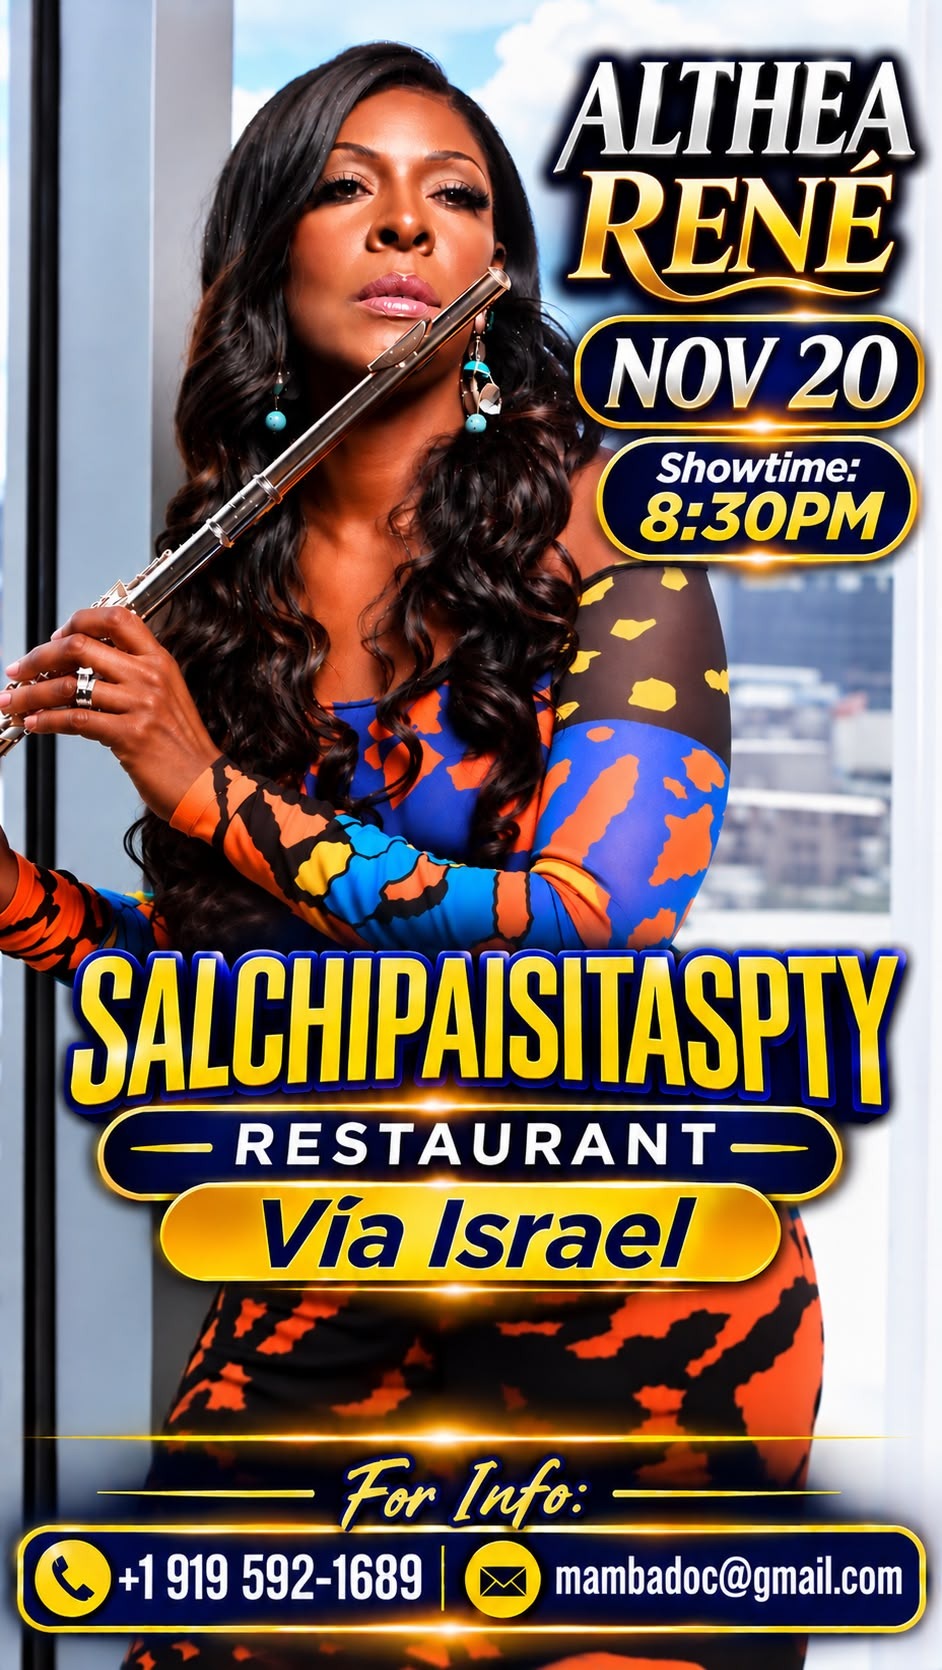 ALTHEA
RENÉ
NOV 20
Showtime:
8:30PM
SALCHIPAISITASPTY
RESTAURANT
Vía Israel
For Info:
+1 919 592-1689
mambadoc@gmail.com